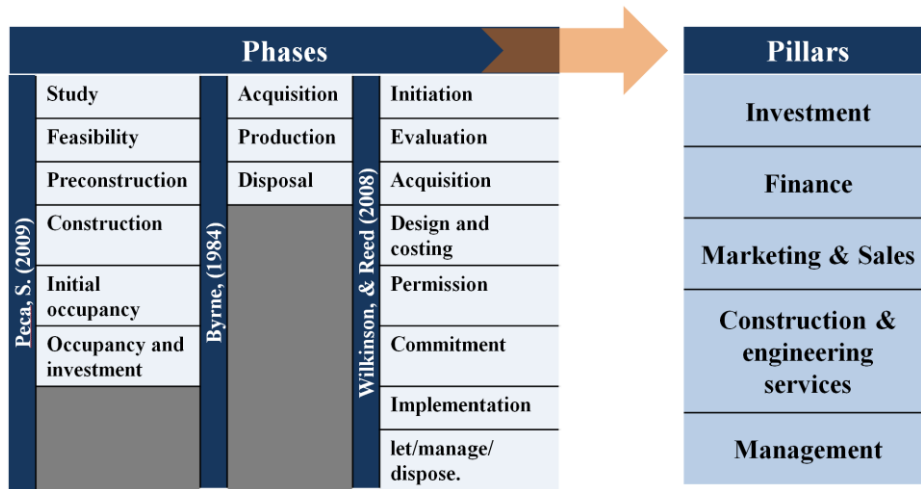 Phases
Peca, S. (2009)
Study
Feasibility
Preconstruction
Construction
Initial
occupancy
Occupancy and
investment
Byrne, (1984)
Acquisition
Production
Disposal
Wilkinson, & Reed (2008)
Initiation
Evaluation
Acquisition
Design and
costing
Permission
Commitment
Implementation
let/manage/
dispose.
Pillars
Investment
Finance
Marketing & Sales
Construction &
engineering
services
Management